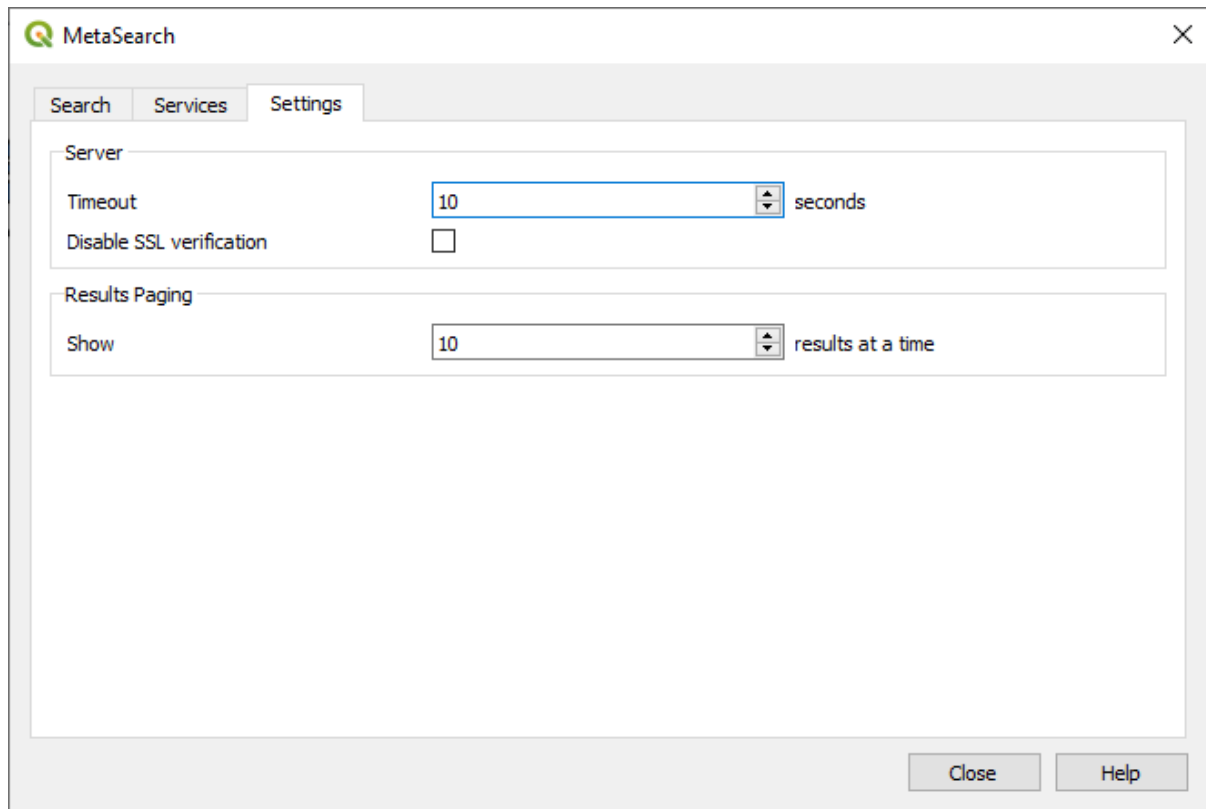 MetaSearch
Search Services Settings
Server
Timeout 10 seconds
Disable SSL verification
Results Paging
Show 10 results at a time
Close Help